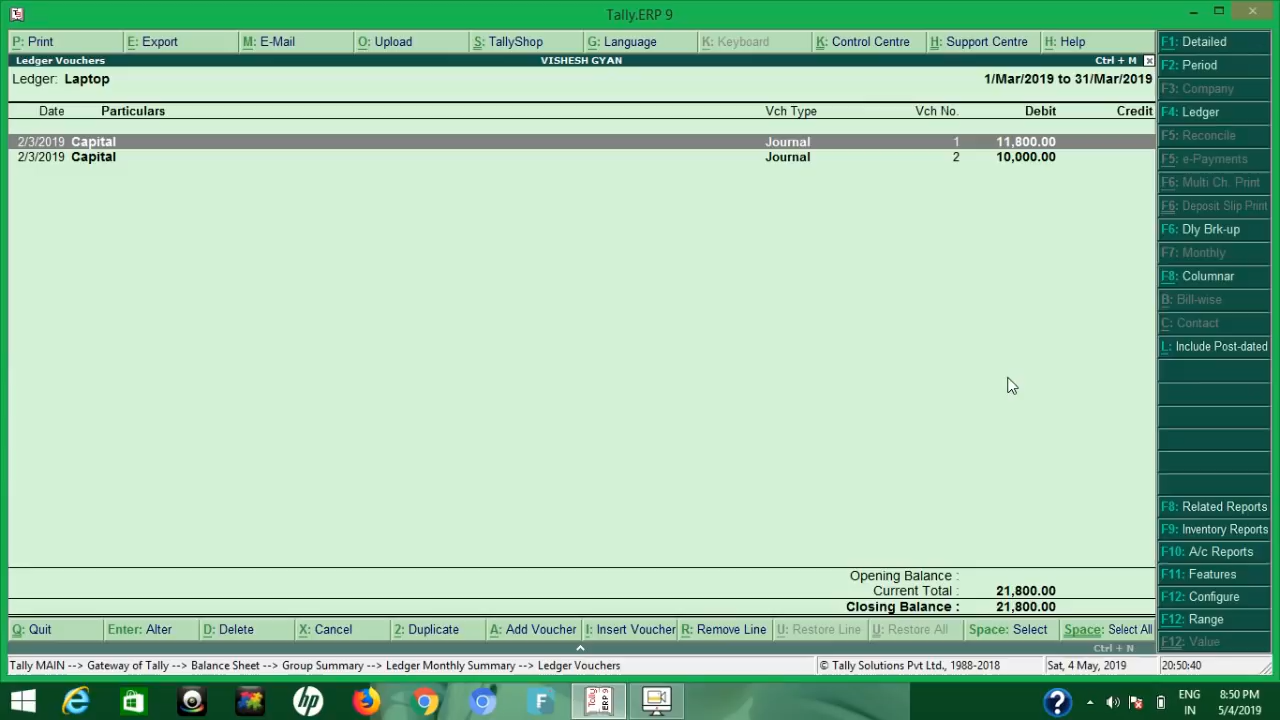 Tally.ERP 9
P: Print E: Export M: E-Mail O: Upload S: TallyShop G: Language K: Keyboard K: Control Centre H: Support Centre H: Help
Ledger Vouchers VISHESH GYAN Ctrl + M
Ledger: Laptop 1/Mar/2019 to 31/Mar/2019
Date Particulars Vch Type Vch No. Debit Credit
2/3/2019 Capital Journal 1 11,800.00
2/3/2019 Capital Journal 2 10,000.00
Opening Balance :
Current Total : 21,800.00
Closing Balance : 21,800.00
F1: Detailed
F2: Period
F3: Company
F4: Ledger
F5: Reconcile
F5: e-Payments
F6: Multi Ch. Print
F6: Deposit Slip Print
F6: Dly Brk-up
F7: Monthly
F8: Columnar
B: Bill-wise
C: Contact
L: Include Post-dated
F8: Related Reports
F9: Inventory Reports
F10: A/c Reports
F11: Features
F12: Configure
F12: Range
F12: Value
Q: Quit Enter: Alter D: Delete X: Cancel 2: Duplicate A: Add Voucher I: Insert Voucher R: Remove Line U: Restore Line U: Restore All Space: Select Space: Select All
Ctrl + N
Tally MAIN --> Gateway of Tally --> Balance Sheet --> Group Summary --> Ledger Monthly Summary --> Ledger Vouchers © Tally Solutions Pvt Ltd., 1988-2018 Sat, 4 May, 2019 20:50:40
hp F Tally ERP 9 ? ENG 8:50 PM
IN 5/4/2019